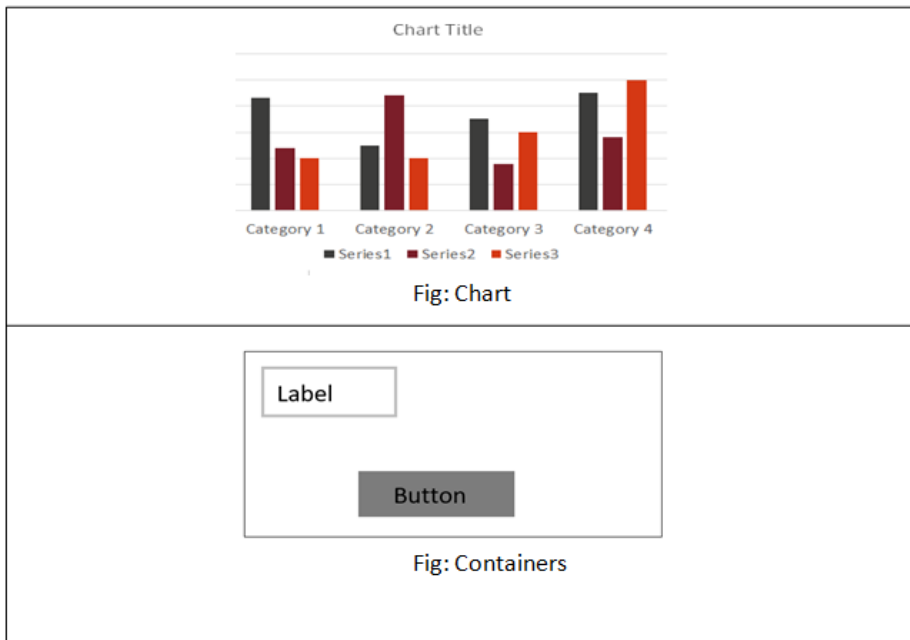 Chart Title
Category 1 Category 2 Category 3 Category 4
Series1 Series2 Series3
Fig: Chart
Label
Button
Fig: Containers